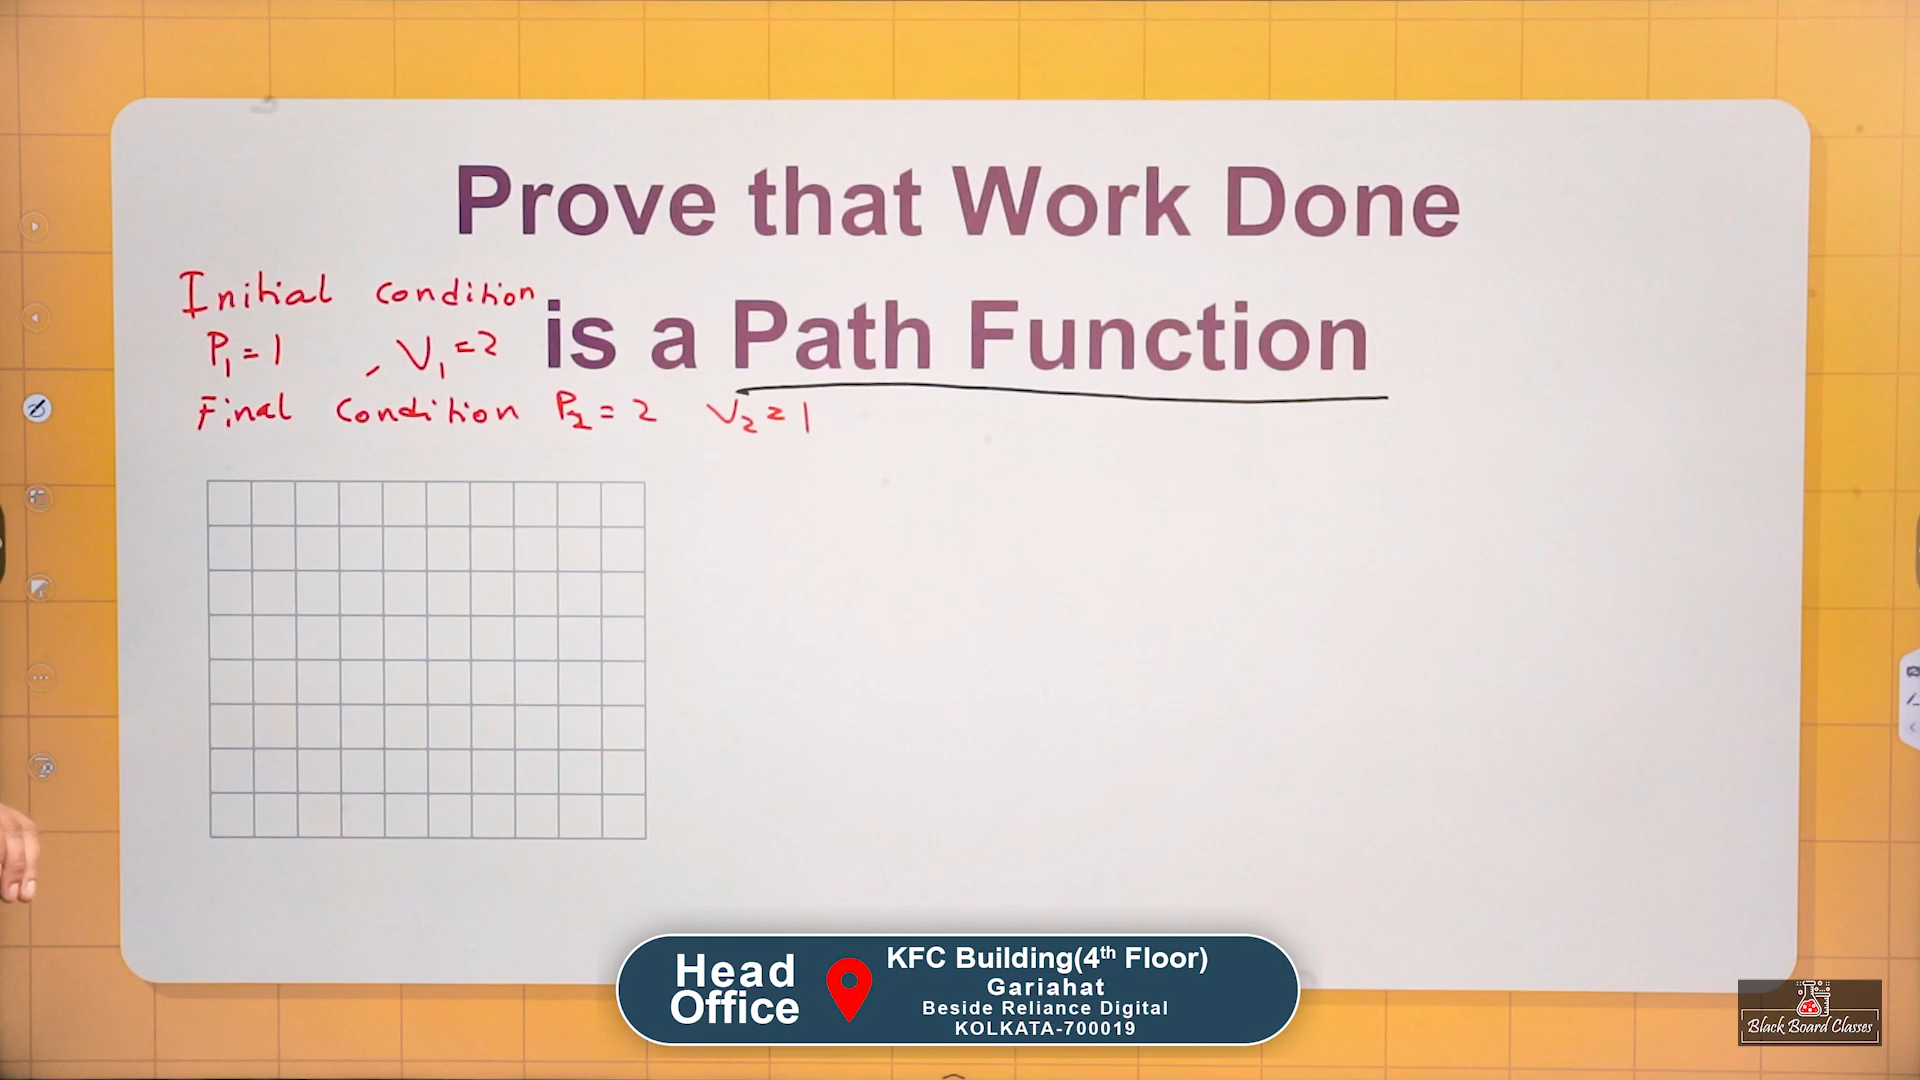 Prove that Work Done
is a Path Function
Initial condition
P₁ = 1 , V₁ = 2
Final Condition P₂ = 2 V₂ = 1
Head
Office
KFC Building(4th Floor)
Gariahat
Beside Reliance Digital
KOLKATA-700019
Black Board Classes